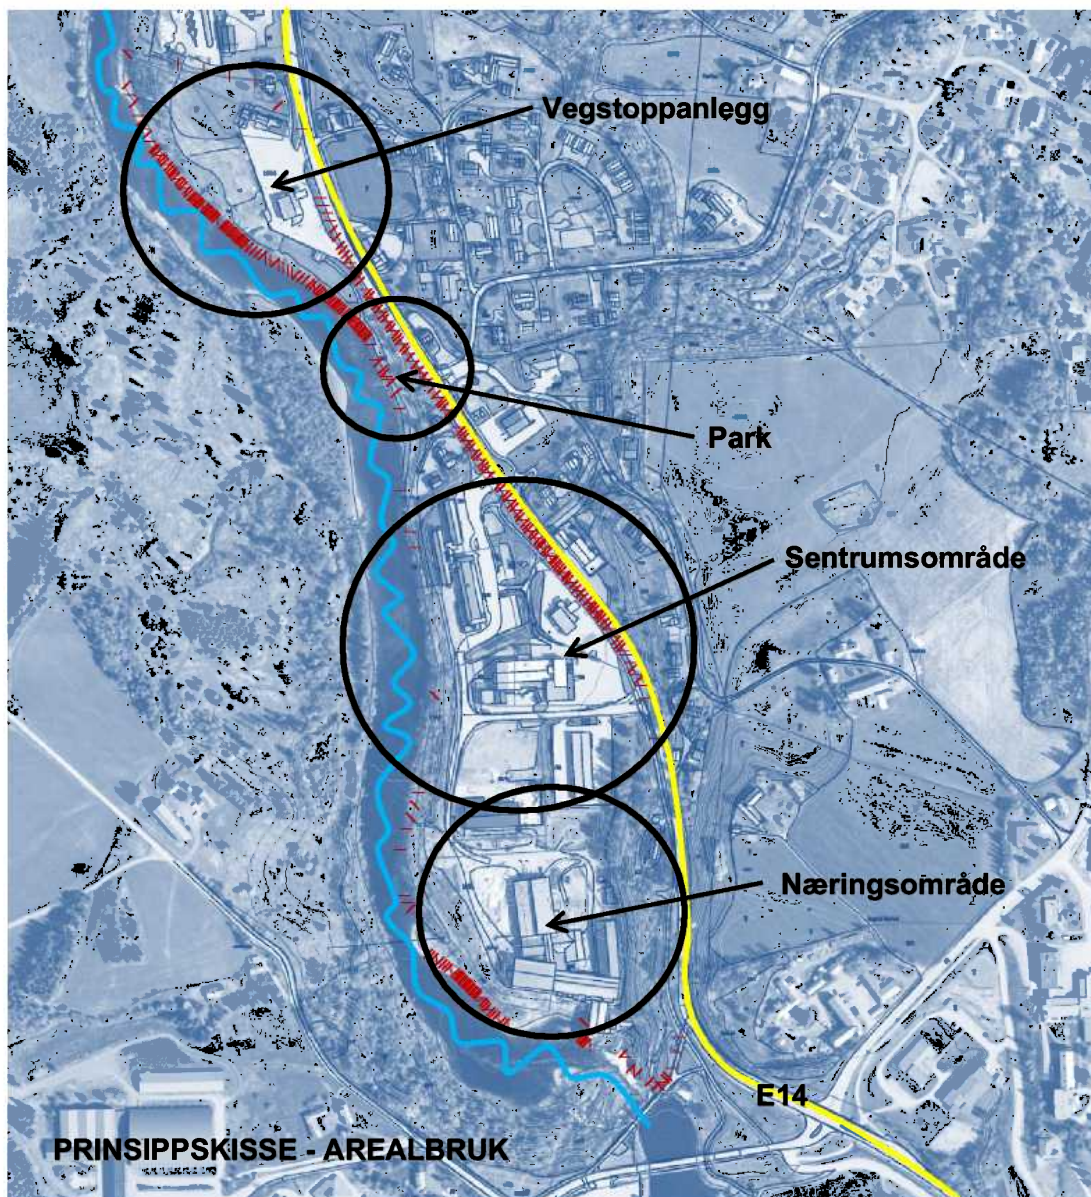 Vegstoppanlegg
Park
Sentrumsområde
Næringsområde
E14
PRINSIPPSKISSE - AREALBRUK